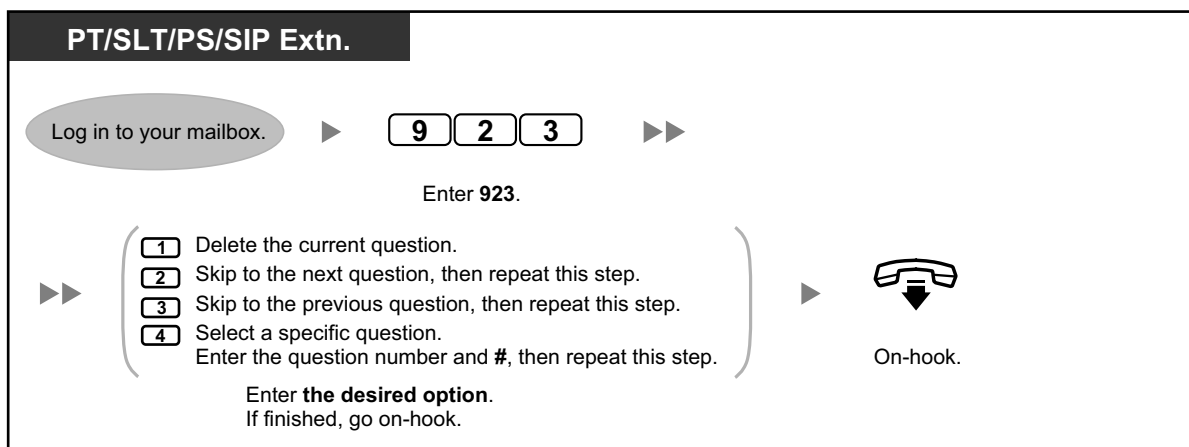 PT/SLT/PS/SIP Extn.
Log in to your mailbox.
9 2 3
Enter 923.
1 Delete the current question.
2 Skip to the next question, then repeat this step.
3 Skip to the previous question, then repeat this step.
4 Select a specific question.
Enter the question number and #, then repeat this step.
Enter the desired option.
If finished, go on-hook.
On-hook.